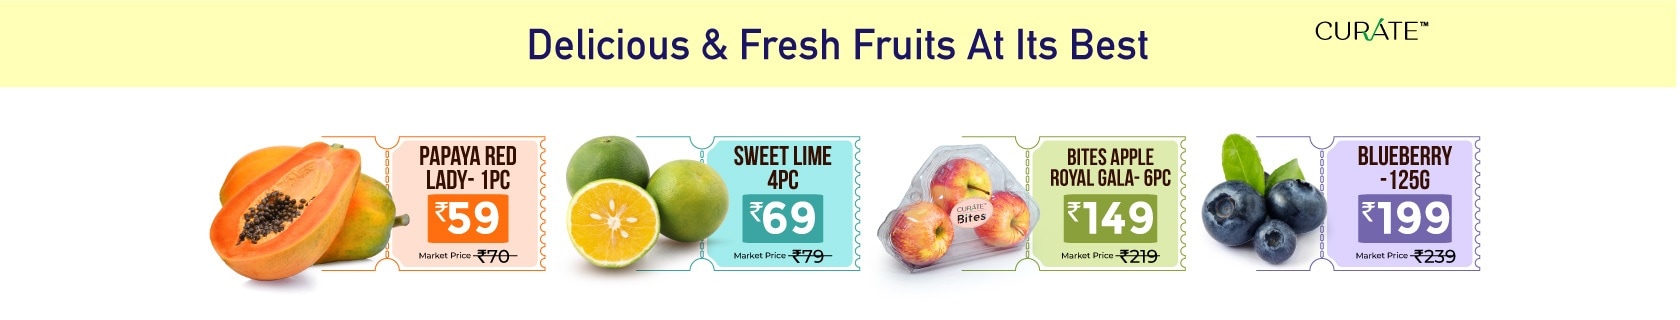 Delicious & Fresh Fruits At Its Best
CURATE™
PAPAYA RED
LADY- 1PC
₹59
Market Price ₹70
SWEET LIME
4PC
₹69
Market Price ₹79
CURATE
Bites
BITES APPLE
ROYAL GALA- 6PC
₹149
Market Price ₹219
BLUEBERRY
-125G
₹199
Market Price ₹239